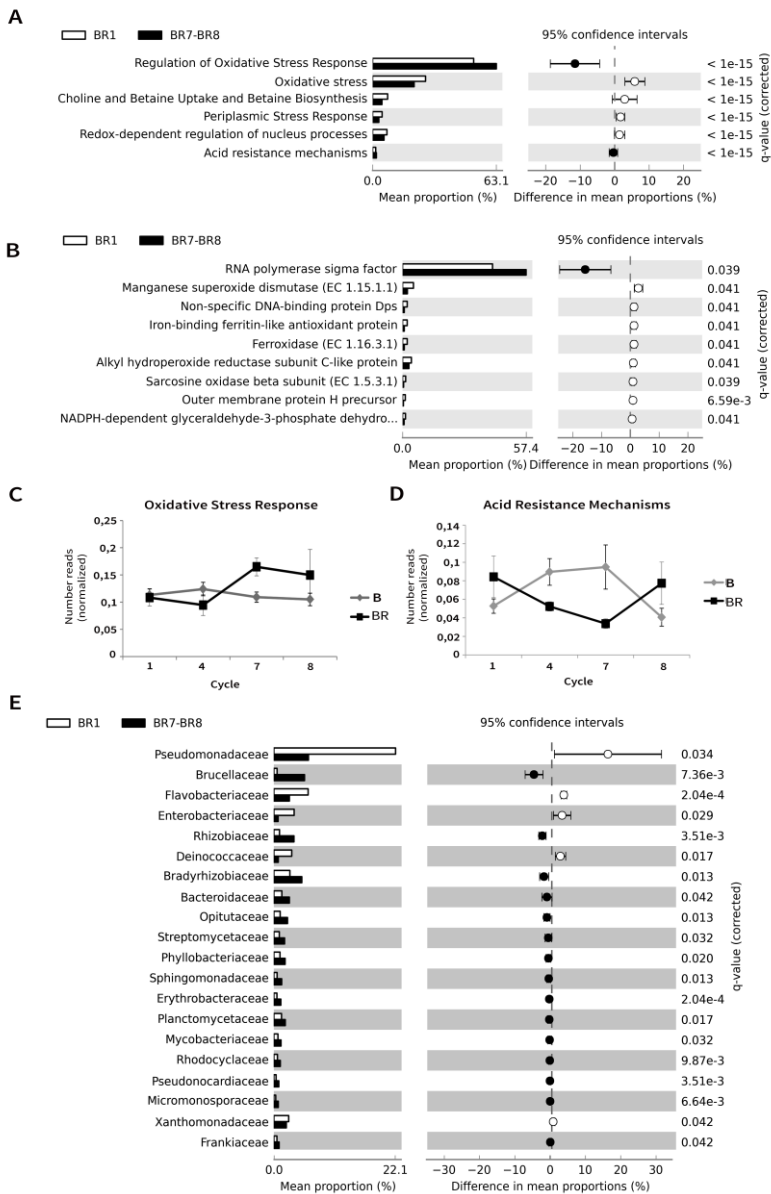 A
BR1 BR7-BR8 95% confidence intervals
Regulation of Oxidative Stress Response < 1e-15
Oxidative stress < 1e-15
Choline and Betaine Uptake and Betaine Biosynthesis < 1e-15
Periplasmic Stress Response < 1e-15
Redox-dependent regulation of nucleus processes < 1e-15
Acid resistance mechanisms < 1e-15
q-value (corrected)
0.0 63.1 −20 −10 0 10 20
Mean proportion (%) Difference in mean proportions (%)
B
BR1 BR7-BR8 95% confidence intervals
RNA polymerase sigma factor 0.039
Manganese superoxide dismutase (EC 1.15.1.1) 0.041
Non-specific DNA-binding protein Dps 0.041
Iron-binding ferritin-like antioxidant protein 0.041
Ferroxidase (EC 1.16.3.1) 0.041
Alkyl hydroperoxide reductase subunit C-like protein 0.041
Sarcosine oxidase beta subunit (EC 1.5.3.1) 0.039
Outer membrane protein H precursor 6.59e-3
NADPH-dependent glyceraldehyde-3-phosphate dehydro... 0.041
q-value (corrected)
0.0 57.4 −20 −10 0 10 20
Mean proportion (%) Difference in mean proportions (%)
C
Oxidative Stress Response
Number reads
(normalized)
0,25
0,2
0,15
0,1
0,05
0
1 4 7 8
Cycle
B
BR
D
Acid Resistance Mechanisms
Number reads
(normalized)
0,14
0,12
0,1
0,08
0,06
0,04
0,02
0
1 4 7 8
Cycle
B
BR
E
BR1 BR7-BR8 95% confidence intervals
Pseudomonadaceae 0.034
Brucellaceae 7.36e-3
Flavobacteriaceae 2.04e-4
Enterobacteriaceae 0.029
Rhizobiaceae 3.51e-3
Deinococcaceae 0.017
Bradyrhizobiaceae 0.013
Bacteroidaceae 0.042
Opitutaceae 0.013
Streptomycetaceae 0.032
Phyllobacteriaceae 0.020
Sphingomonadaceae 0.013
Erythrobacteraceae 2.04e-4
Planctomycetaceae 0.017
Mycobacteriaceae 0.032
Rhodocyclaceae 9.87e-3
Pseudonocardiaceae 3.51e-3
Micromonosporaceae 6.64e-3
Xanthomonadaceae 0.042
Frankiaceae 0.042
q-value (corrected)
0.0 22.1 −30 −20 −10 0 10 20 30
Mean proportion (%) Difference in mean proportions (%)